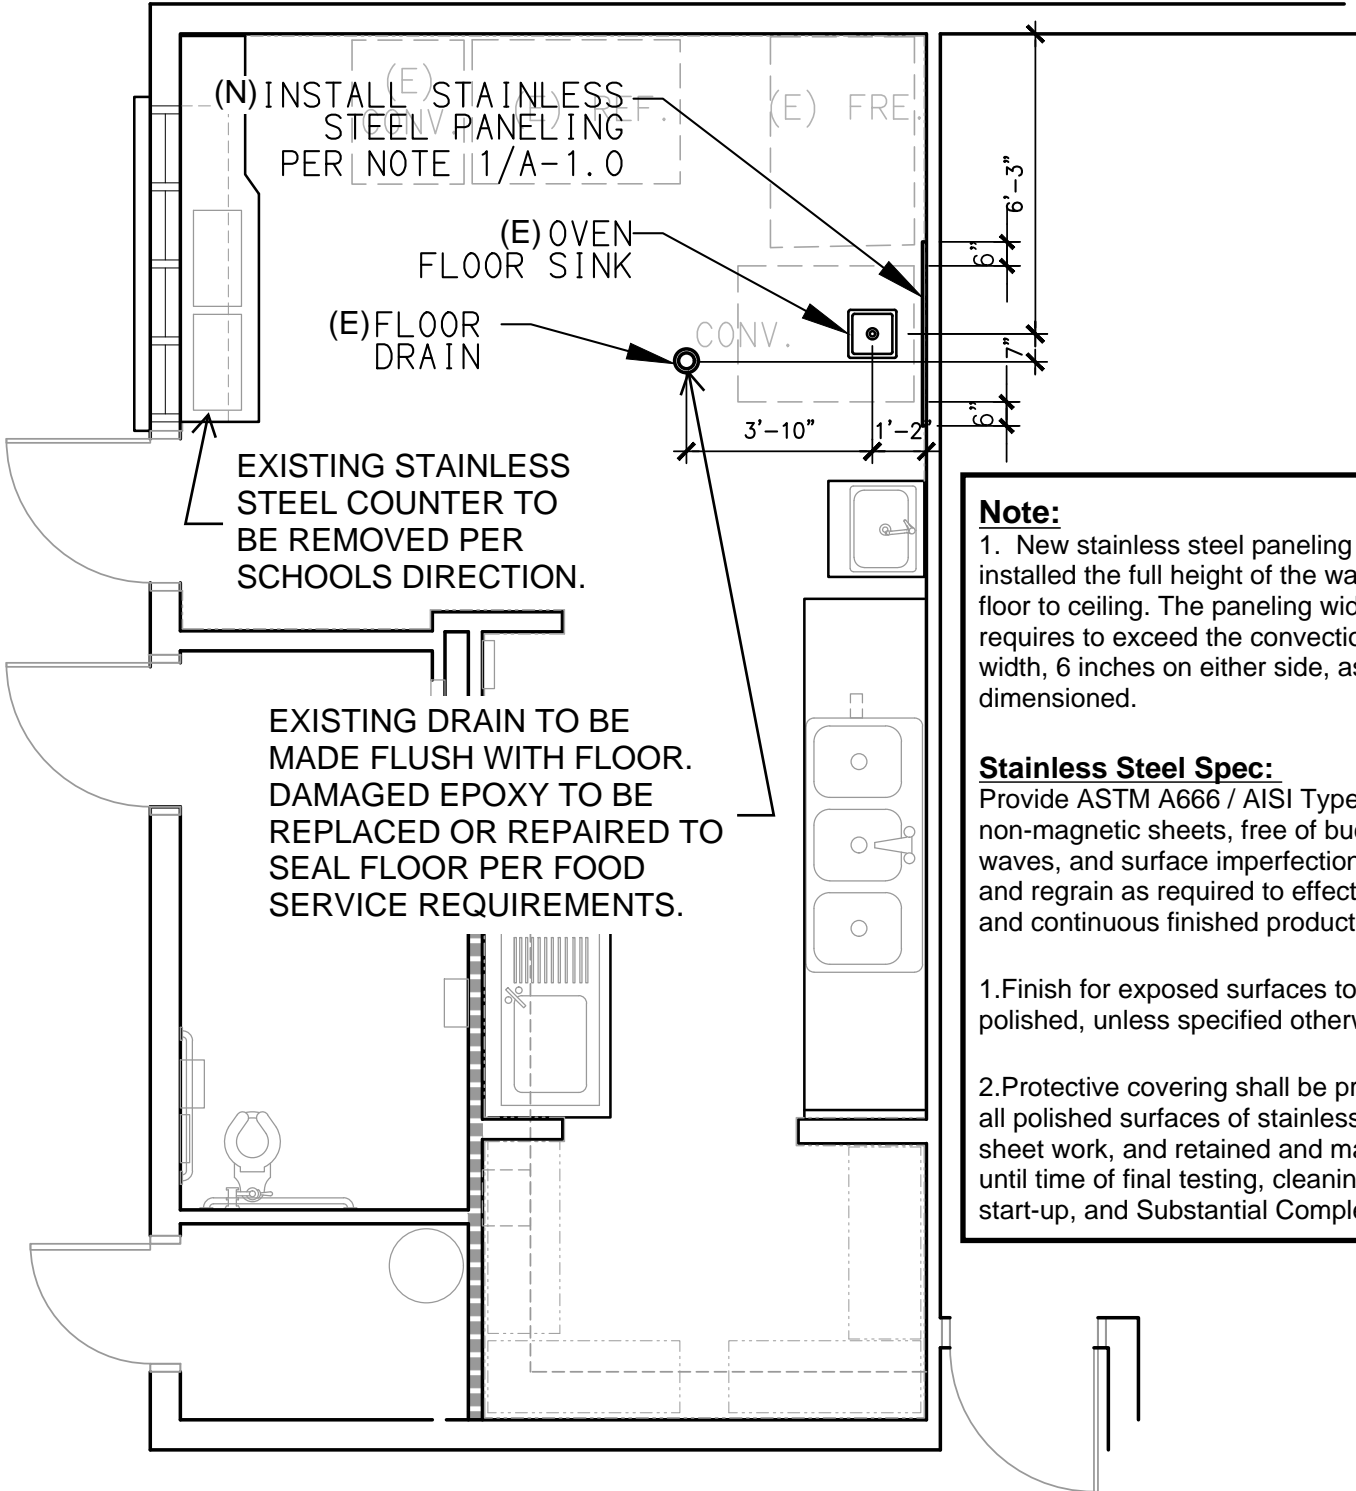 (E)
CONV.
(E) REF.
(E) FRE.
(N) INSTALL STAINLESS
STEEL PANELING
PER NOTE 1/A-1.0
(E) OVEN
FLOOR SINK
(E) FLOOR
DRAIN
CONV.
6'-3"
6"
7"
6"
3'-10"
1'-2"
EXISTING STAINLESS
STEEL COUNTER TO
BE REMOVED PER
SCHOOLS DIRECTION.
EXISTING DRAIN TO BE
MADE FLUSH WITH FLOOR.
DAMAGED EPOXY TO BE
REPLACED OR REPAIRED TO
SEAL FLOOR PER FOOD
SERVICE REQUIREMENTS.
Note:
1. New stainless steel paneling
installed the full height of the wa
floor to ceiling. The paneling wid
requires to exceed the convectio
width, 6 inches on either side, as
dimensioned.
Stainless Steel Spec:
Provide ASTM A666 / AISI Type
non-magnetic sheets, free of bu
waves, and surface imperfection
and regrain as required to effect
and continuous finished product
1.Finish for exposed surfaces to
polished, unless specified otherw
2.Protective covering shall be pr
all polished surfaces of stainless
sheet work, and retained and ma
until time of final testing, cleanin
start-up, and Substantial Comple